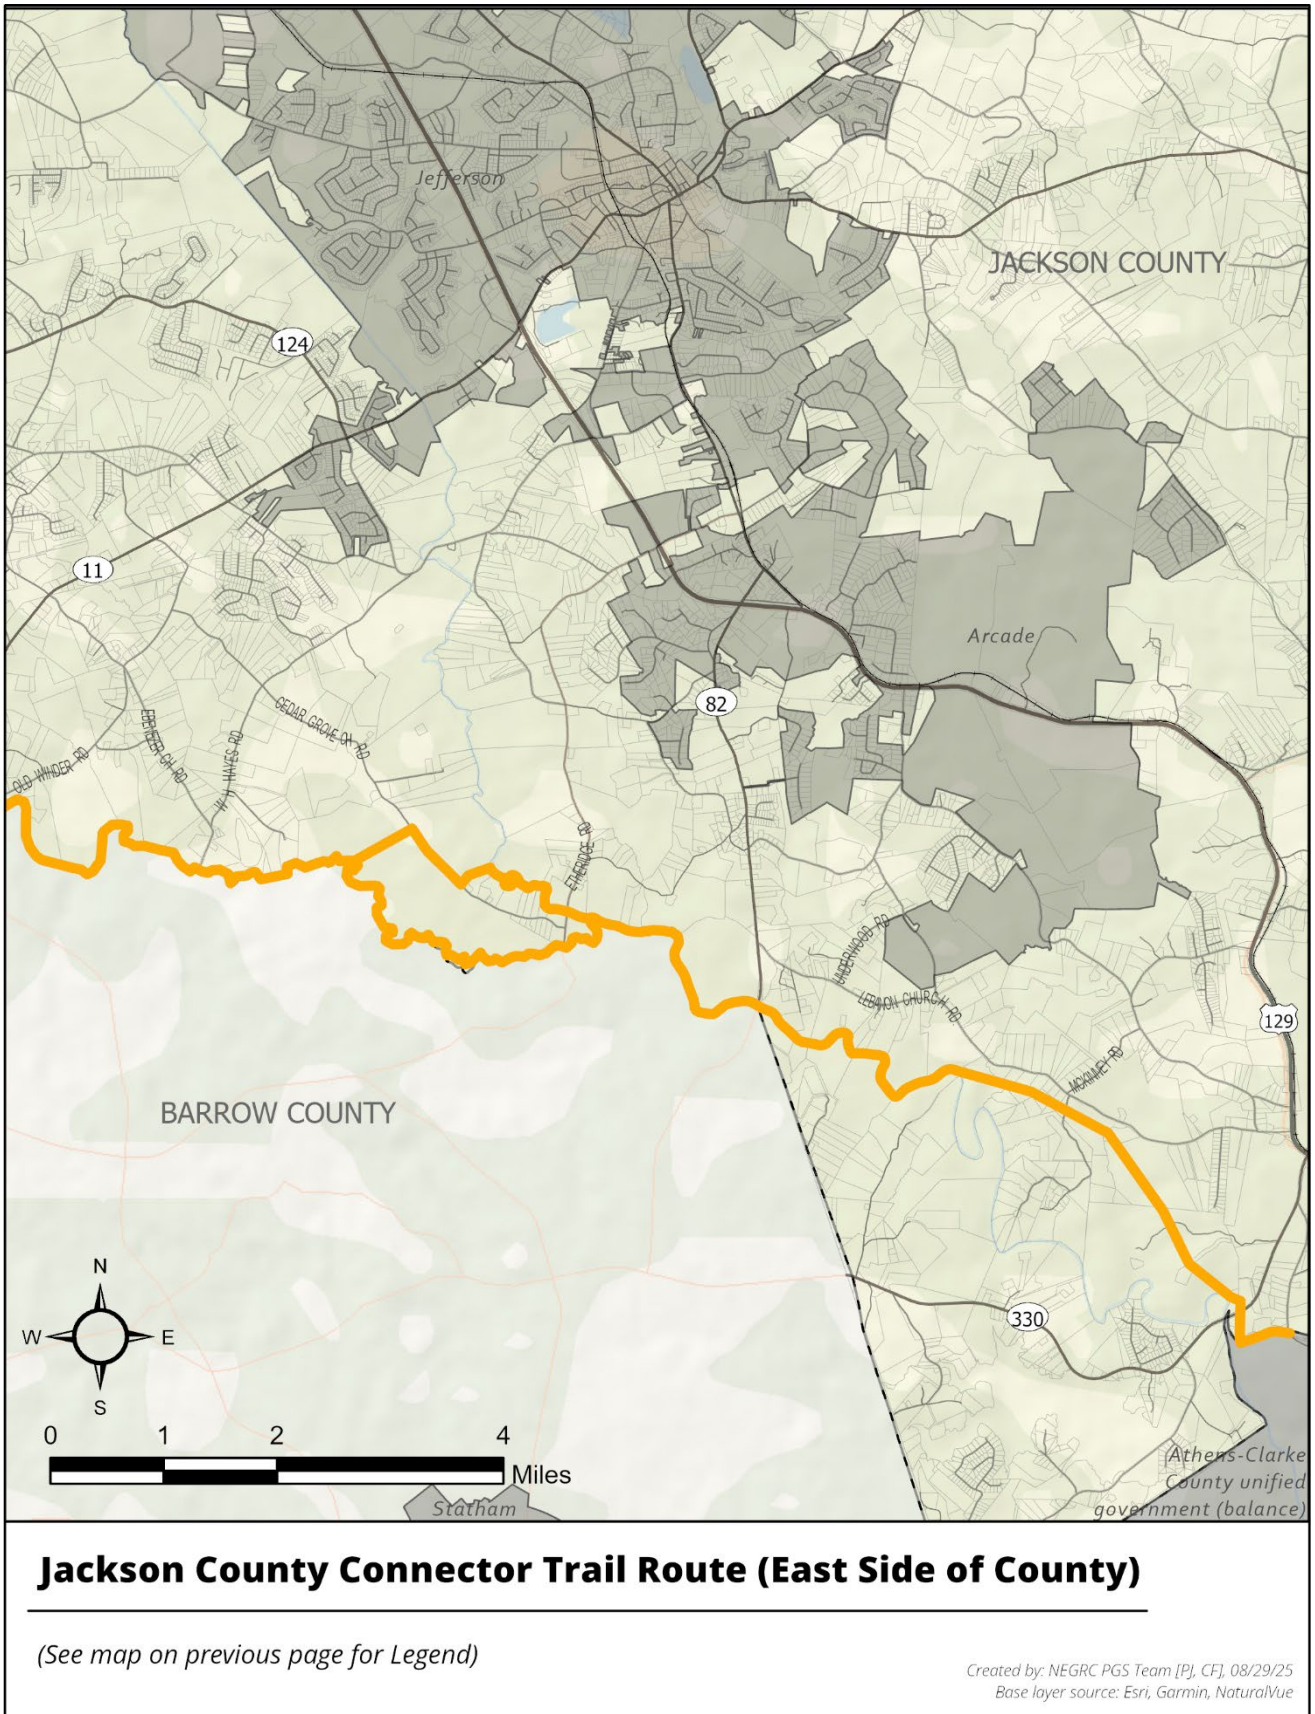 Jefferson
JACKSON COUNTY
124
11
Arcade
82
CEDAR GROVE CH RD
EBENEZER CH RD
W H HAYES RD
OLD WINDER RD
ETHERIDGE RD
UNDERWOOD RD
LEBANON CHURCH RD
129
MCKINNEY RD
BARROW COUNTY
N
W
E
S
330
0 1 2 4
Miles
Statham
Athens-Clarke
County unified
government (balance)
Jackson County Connector Trail Route (East Side of County)
(See map on previous page for Legend)
Created by: NEGRC PGS Team [PJ, CF], 08/29/25
Base layer source: Esri, Garmin, NaturalVue